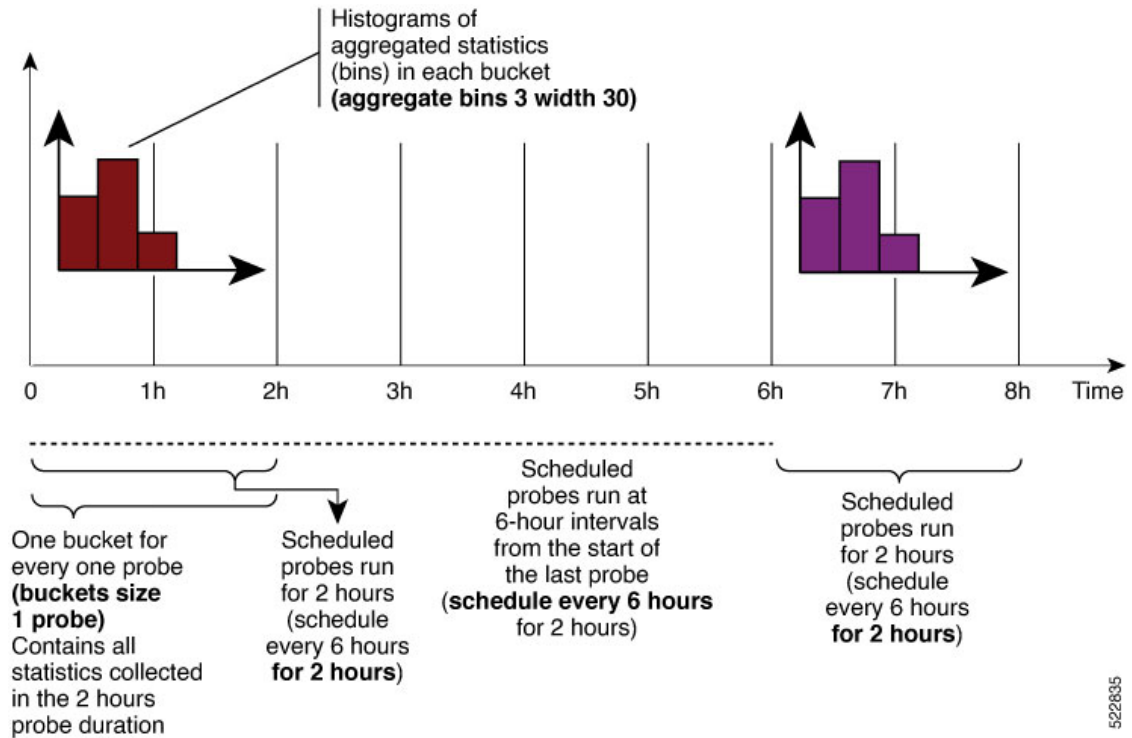 Histograms of
aggregated statistics
(bins) in each bucket
(aggregate bins 3 width 30)
0 1h 2h 3h 4h 5h 6h 7h 8h Time
One bucket for
every one probe
(buckets size
1 probe)
Contains all
statistics collected
in the 2 hours
probe duration
Scheduled
probes run
for 2 hours
(schedule
every 6 hours
for 2 hours)
Scheduled
probes run at
6-hour intervals
from the start of
the last probe
(schedule every 6 hours
for 2 hours)
Scheduled
probes run
for 2 hours
(schedule
every 6 hours
for 2 hours)
522835